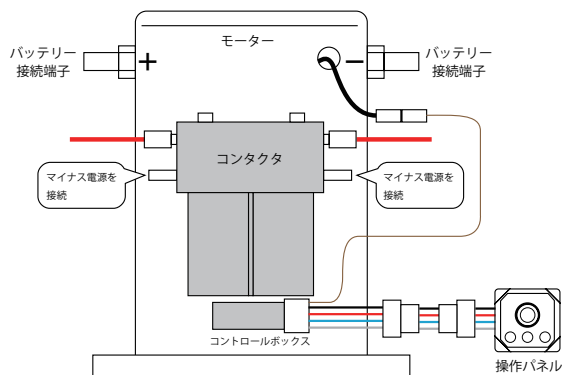 モーター
バッテリー
接続端子
+
−
バッテリー
接続端子
コンタクタ
マイナス電源を
接続
マイナス電源を
接続
コントロールボックス
操作パネル